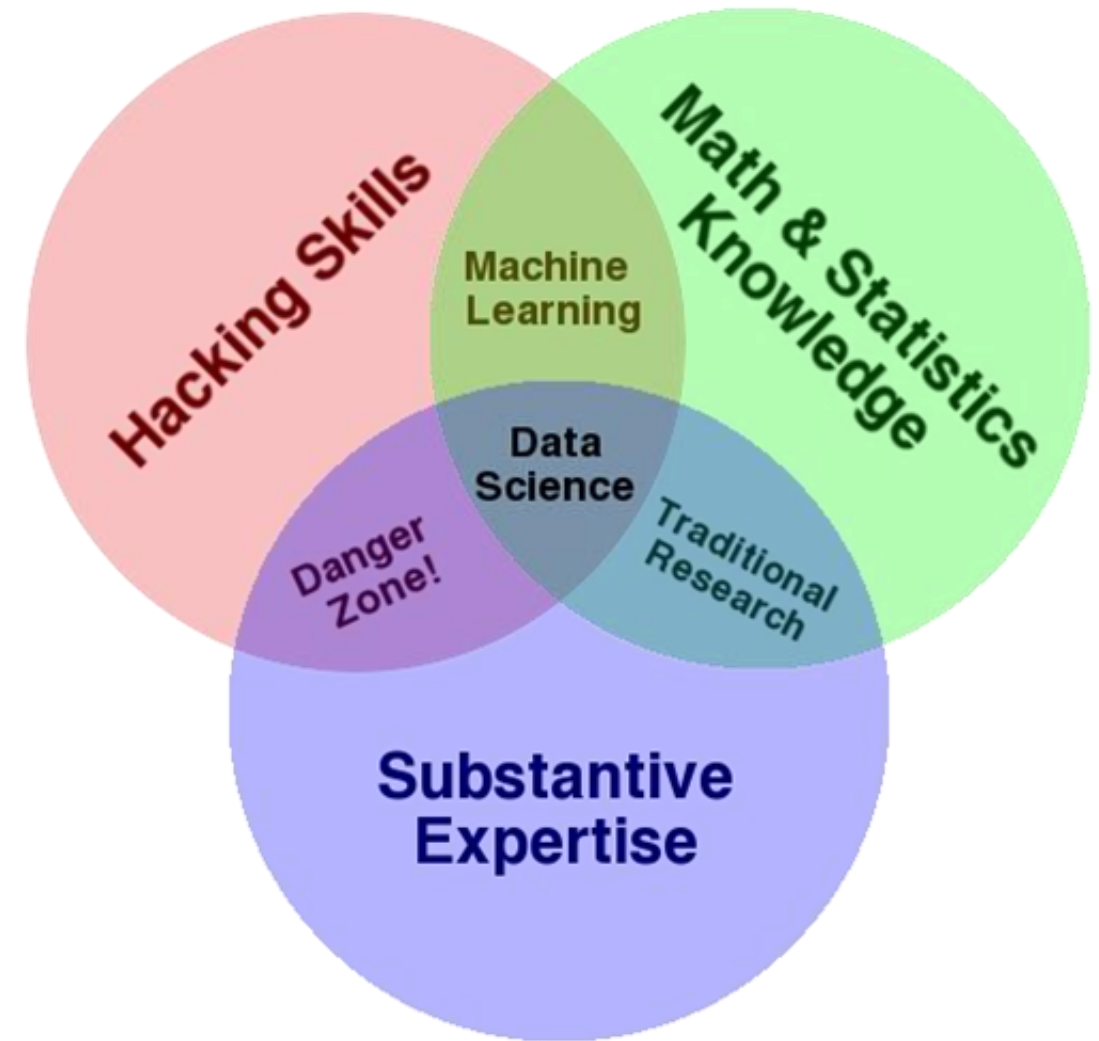 Hacking Skills
Math & Statistics
Knowledge
Machine
Learning
Data
Science
Danger
Zone!
Traditional
Research
Substantive
Expertise